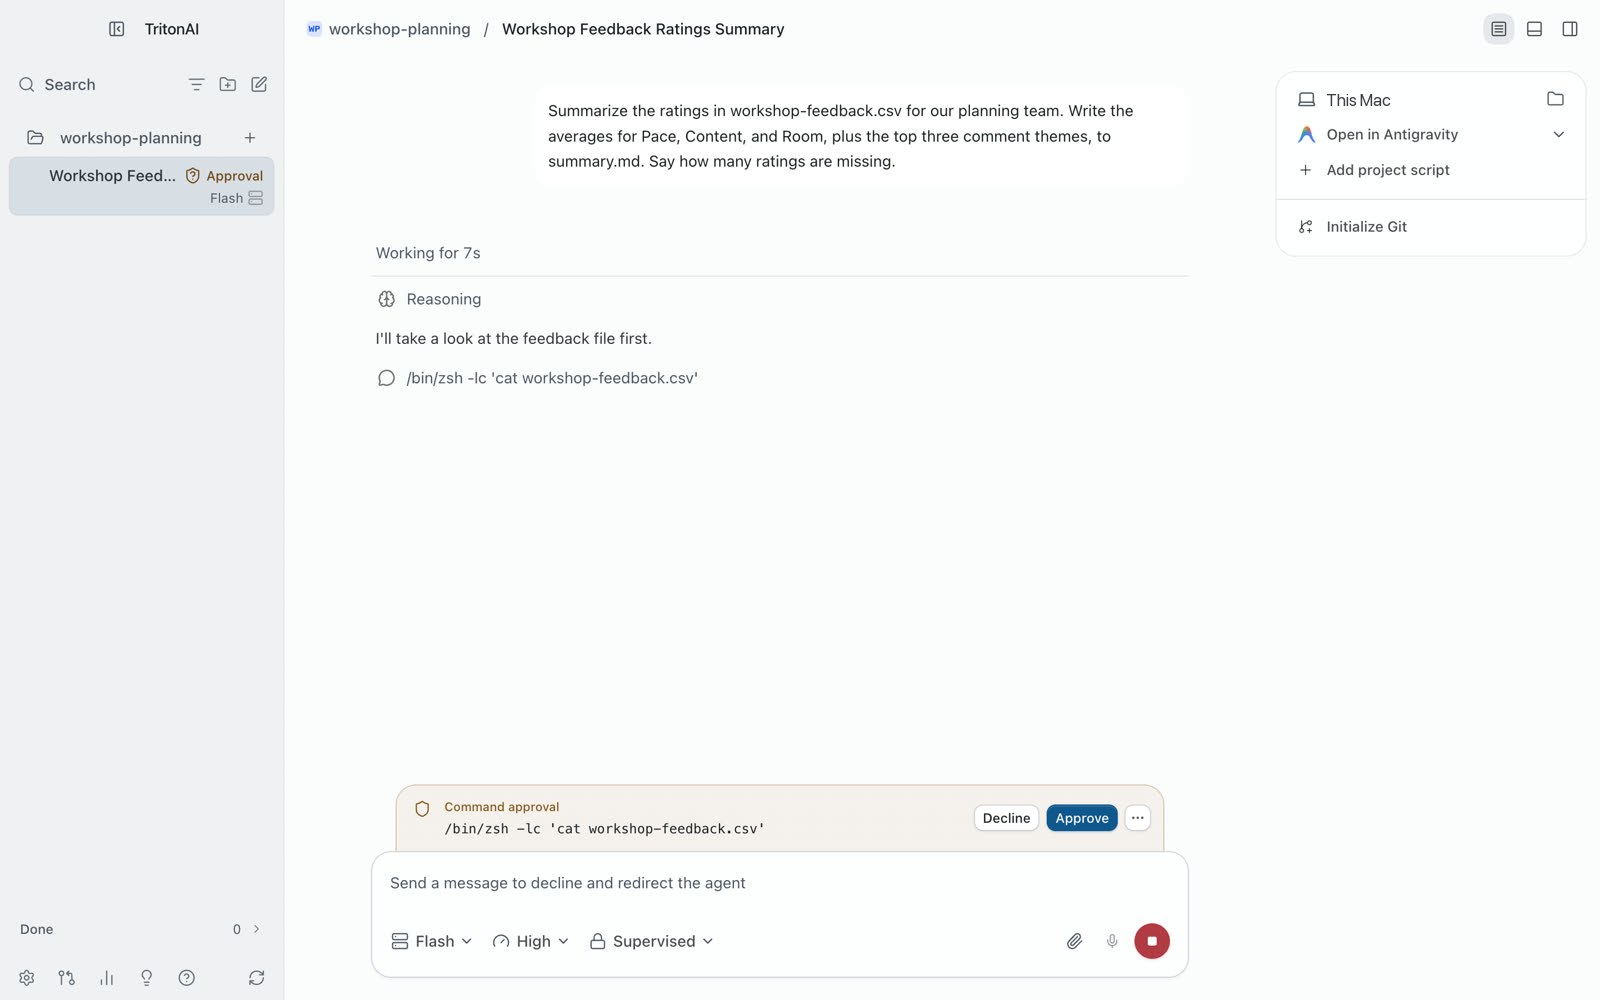 TritonAI
Search
workshop-planning
Workshop Feed... Approval
Flash
Done 0
WP workshop-planning / Workshop Feedback Ratings Summary
Summarize the ratings in workshop-feedback.csv for our planning team. Write the
averages for Pace, Content, and Room, plus the top three comment themes, to
summary.md. Say how many ratings are missing.
Working for 7s
Reasoning
I'll take a look at the feedback file first.
/bin/zsh -lc 'cat workshop-feedback.csv'
Command approval
/bin/zsh -lc 'cat workshop-feedback.csv'
Decline Approve
Send a message to decline and redirect the agent
Flash High Supervised
This Mac
Open in Antigravity
Add project script
Initialize Git